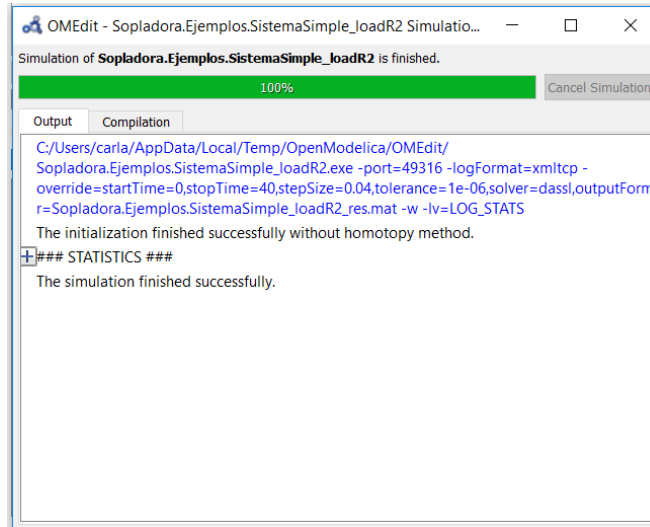 OMEdit - Sopladora.Ejemplos.SistemaSimple_loadR2 Simulatio...
Simulation of Sopladora.Ejemplos.SistemaSimple_loadR2 is finished.
100%
Cancel Simulation
Output Compilation
C:/Users/carla/AppData/Local/Temp/OpenModelica/OMEdit/
Sopladora.Ejemplos.SistemaSimple_loadR2.exe -port=49316 -logFormat=xmltcp -
override=startTime=0,stopTime=40,stepSize=0.04,tolerance=1e-06,solver=dassl,outputForm
r=Sopladora.Ejemplos.SistemaSimple_loadR2_res.mat -w -lv=LOG_STATS
The initialization finished successfully without homotopy method.
### STATISTICS ###
The simulation finished successfully.